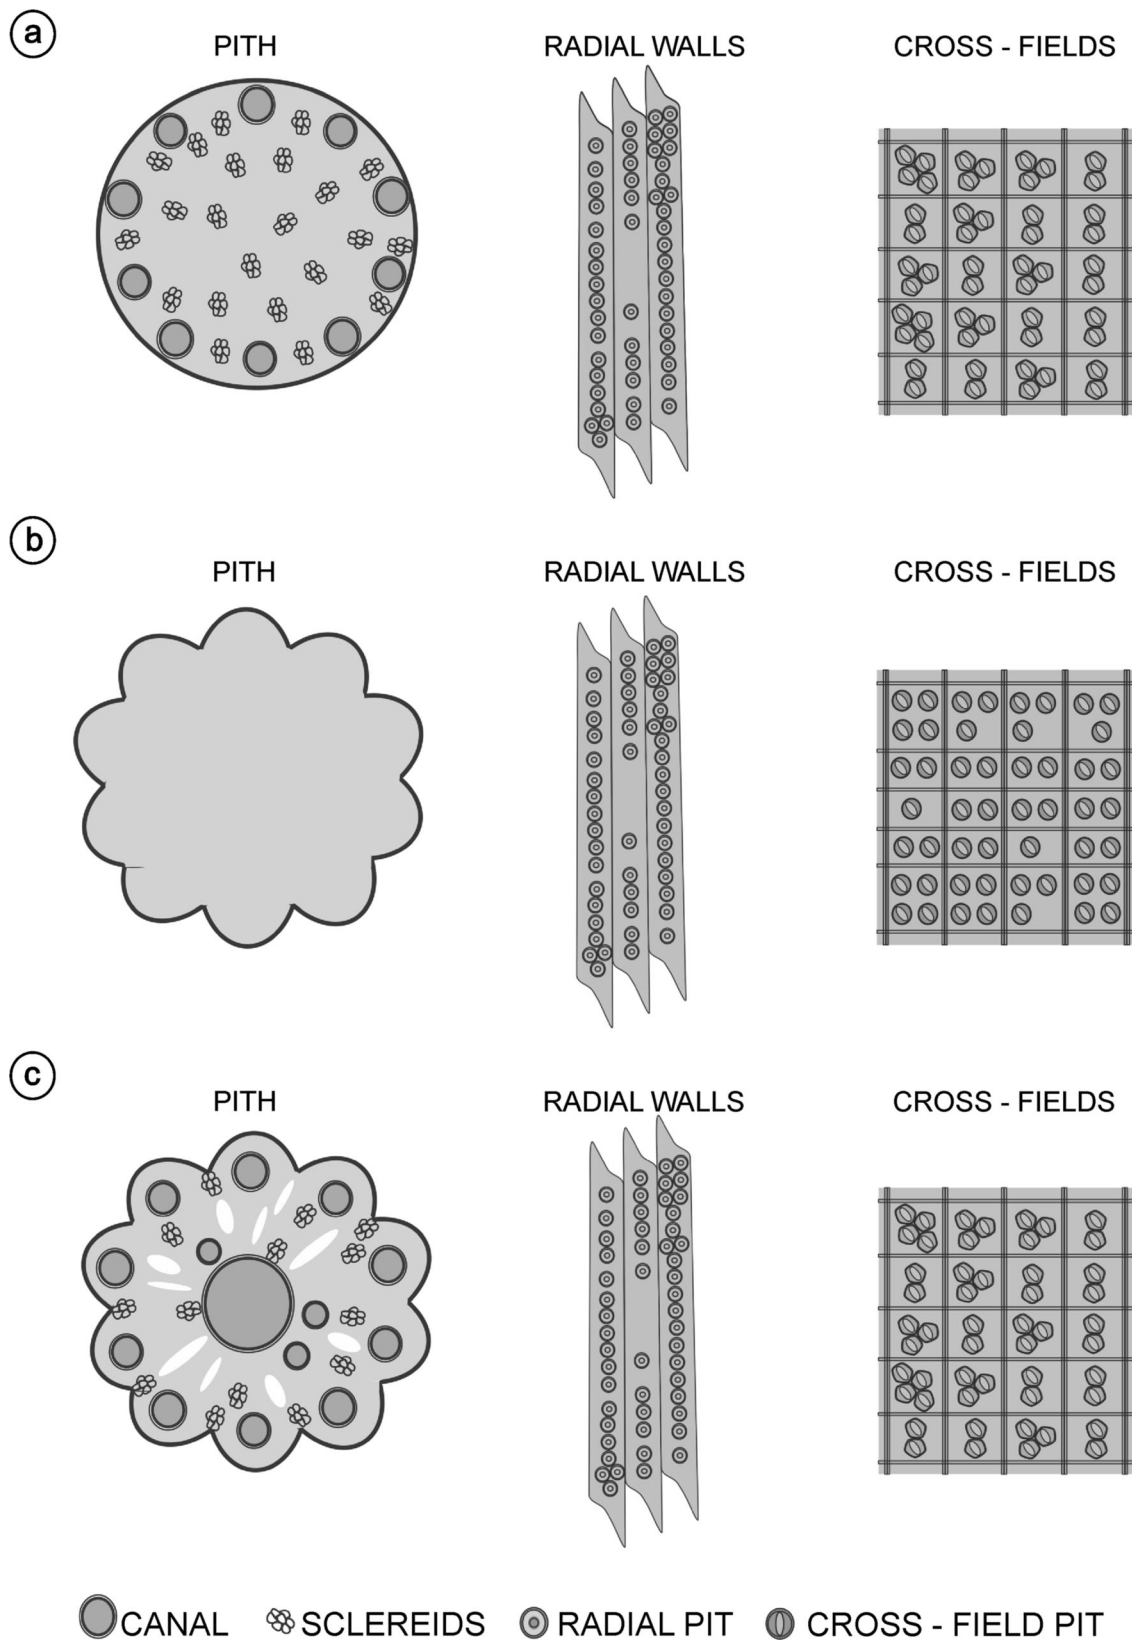 a
PITH RADIAL WALLS CROSS - FIELDS
b
PITH RADIAL WALLS CROSS - FIELDS
c
PITH RADIAL WALLS CROSS - FIELDS
CANAL SCLEREIDS RADIAL PIT CROSS - FIELD PIT